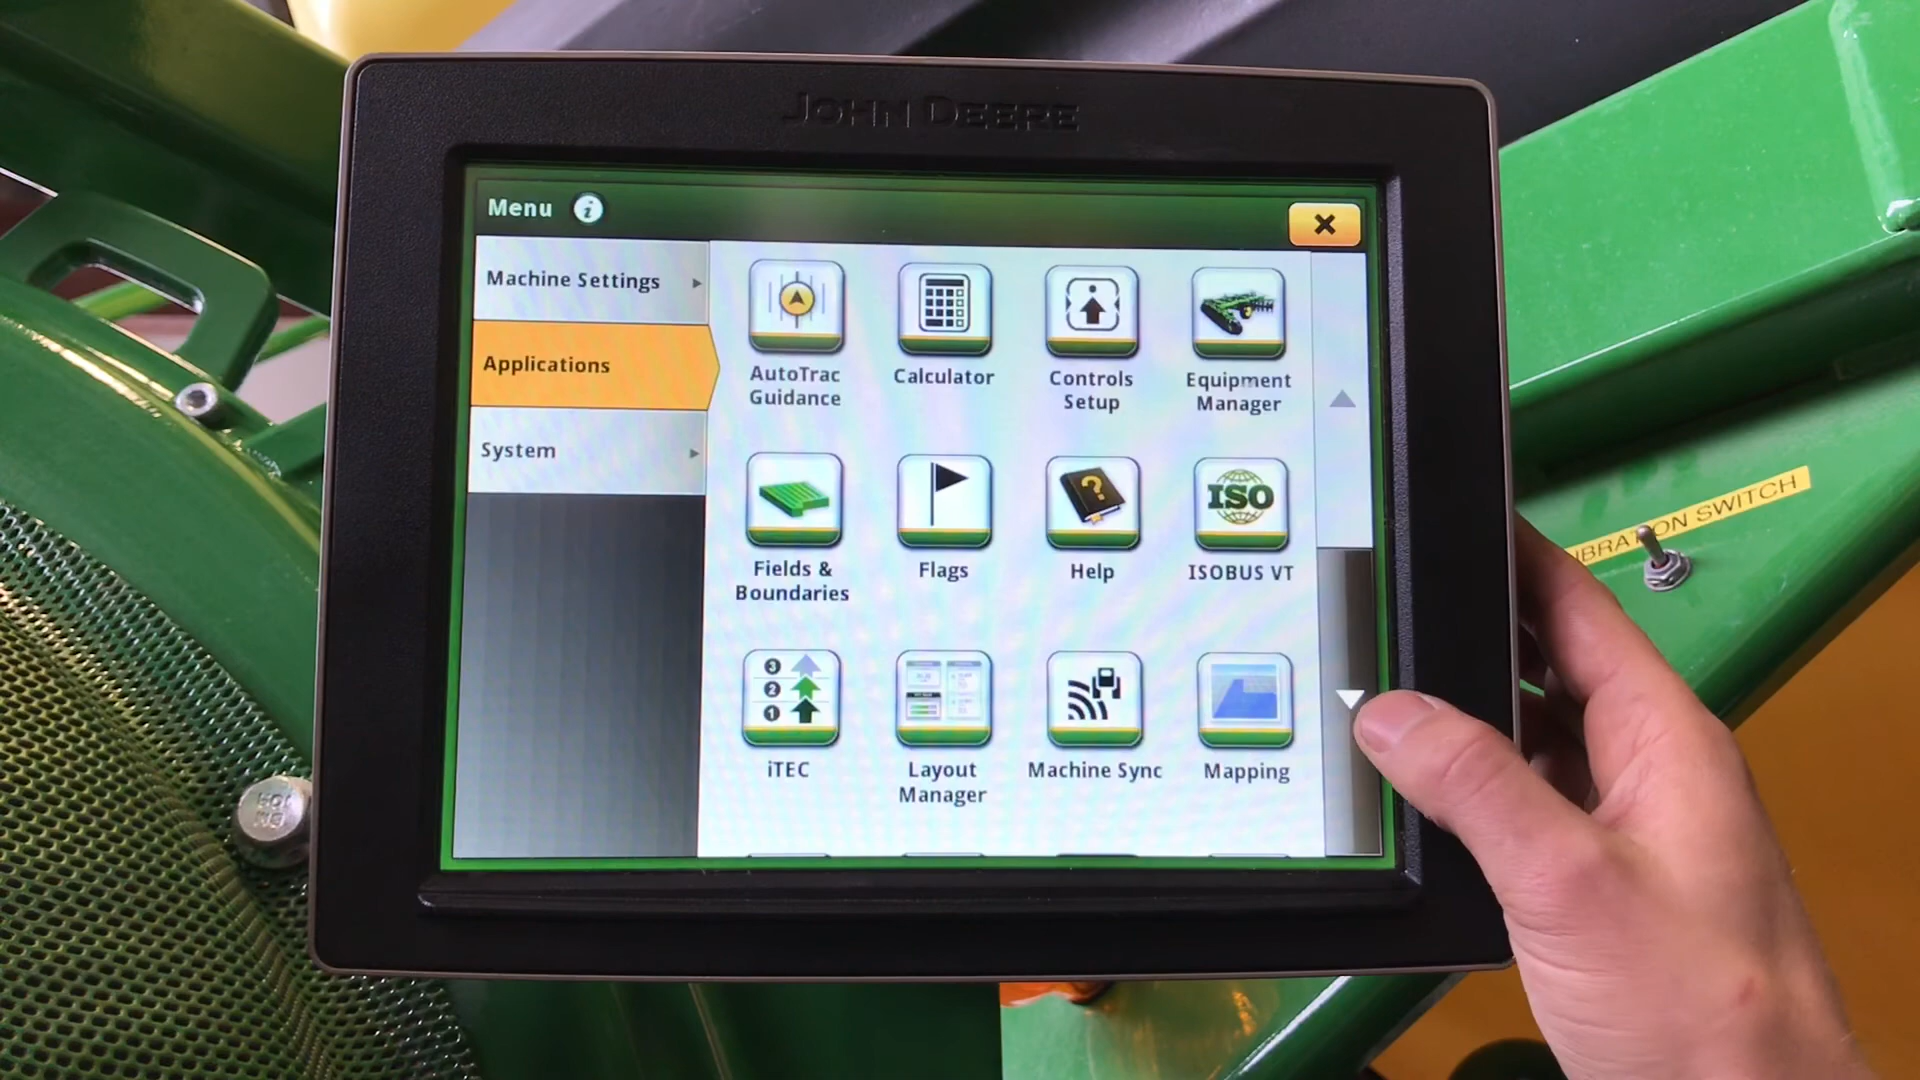 JOHN DEERE
Menu
Machine Settings
Applications
System
AutoTrac
Guidance
Calculator
Controls
Setup
Equipment
Manager
Fields &
Boundaries
Flags
Help
ISO
ISOBUS VT
3
2
1
iTEC
Layout
Manager
Machine Sync
Mapping
IBRATION SWITCH